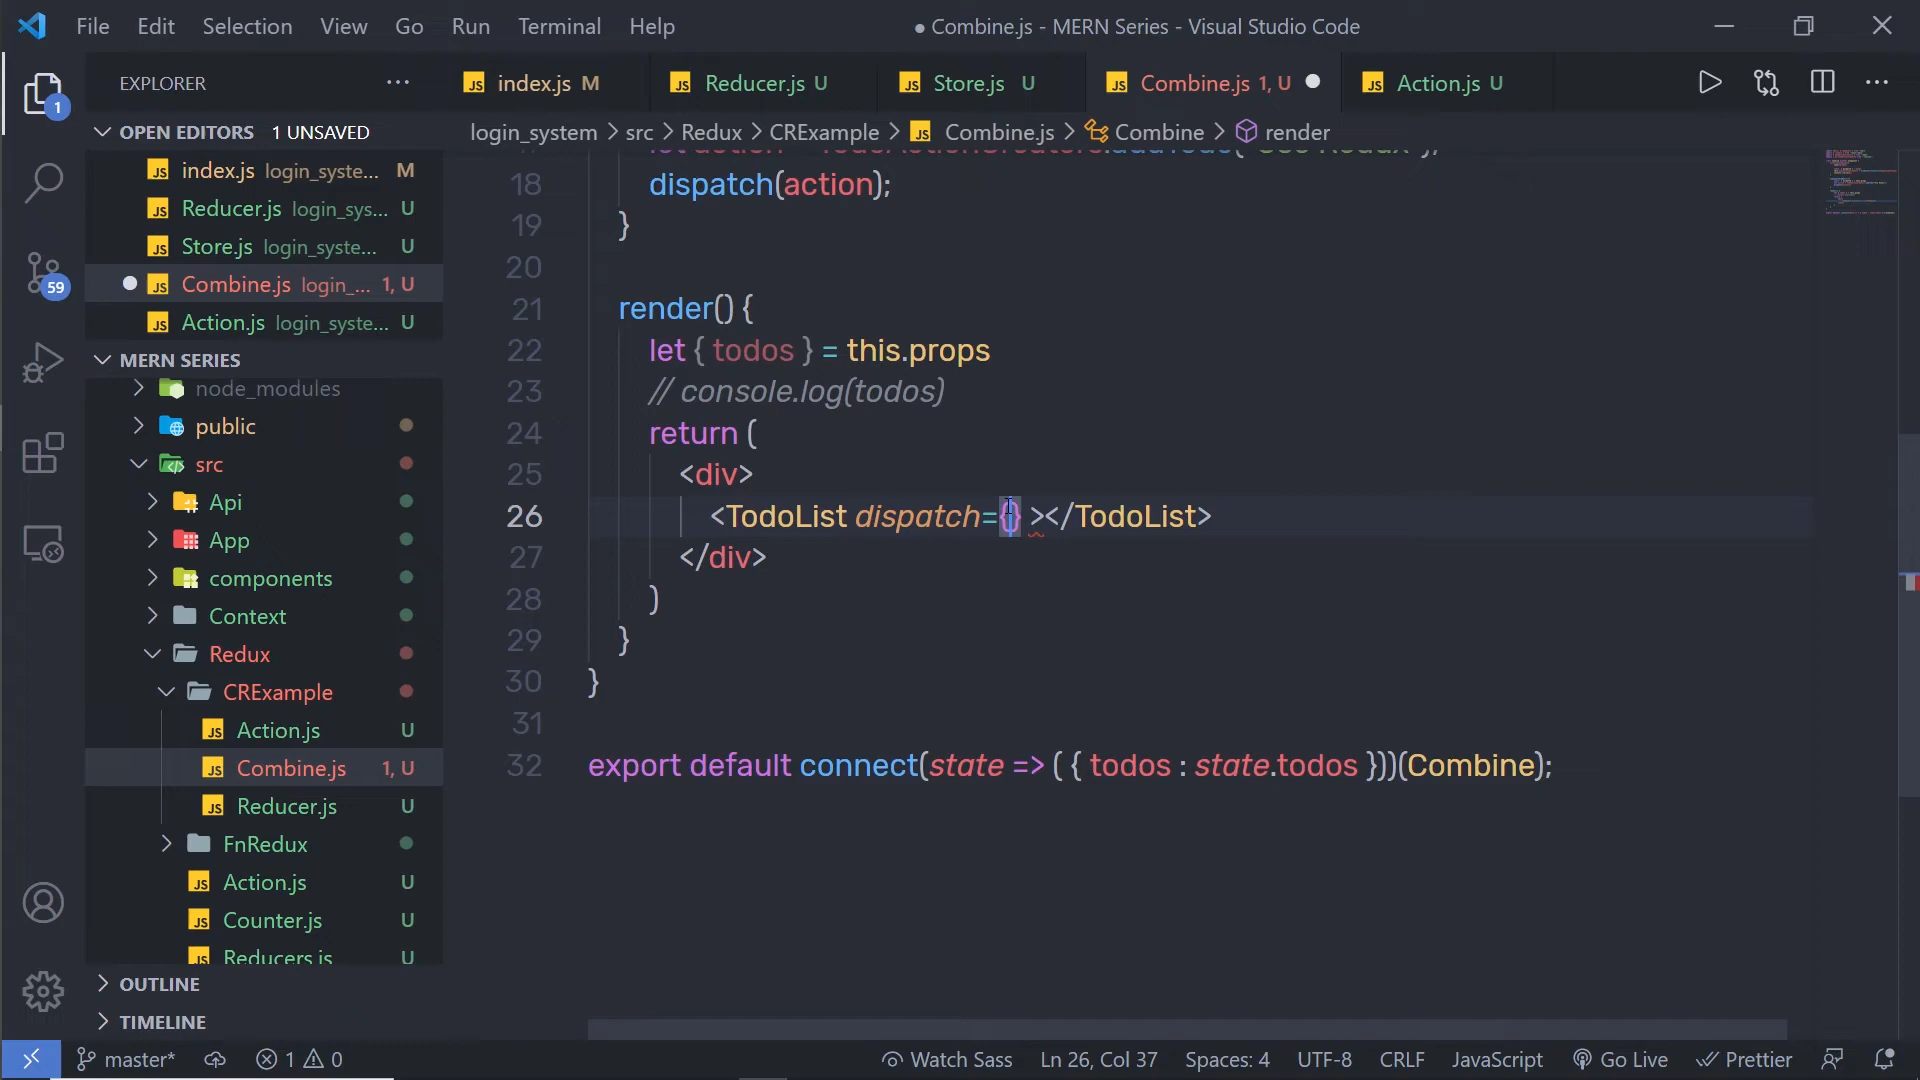 File Edit Selection View Go Run Terminal Help
● Combine.js - MERN Series - Visual Studio Code
EXPLORER
index.js M
Reducer.js U
Store.js U
Combine.js 1, U
Action.js U
OPEN EDITORS 1 UNSAVED
index.js login_syste... M
Reducer.js login_sys... U
Store.js login_syste... U
Combine.js login_... 1, U
Action.js login_syste... U
MERN SERIES
node_modules
public
src
Api
App
components
Context
Redux
CRExample
Action.js U
Combine.js 1, U
Reducer.js U
FnRedux
Action.js U
Counter.js U
Reducers.js U
OUTLINE
TIMELINE
1
59
login_system > src > Redux > CRExample > JS Combine.js > Combine > render
18 dispatch(action);
19 }
20
21 render() {
22 let { todos } = this.props
23 // console.log(todos)
24 return (
25 <div>
26 <TodoList dispatch={} ></TodoList>
27 </div>
28 )
29 }
30 }
31
32 export default connect(state => ( { todos : state.todos }))(Combine);
master* 1 0 Watch Sass Ln 26, Col 37 Spaces: 4 UTF-8 CRLF JavaScript Go Live Prettier